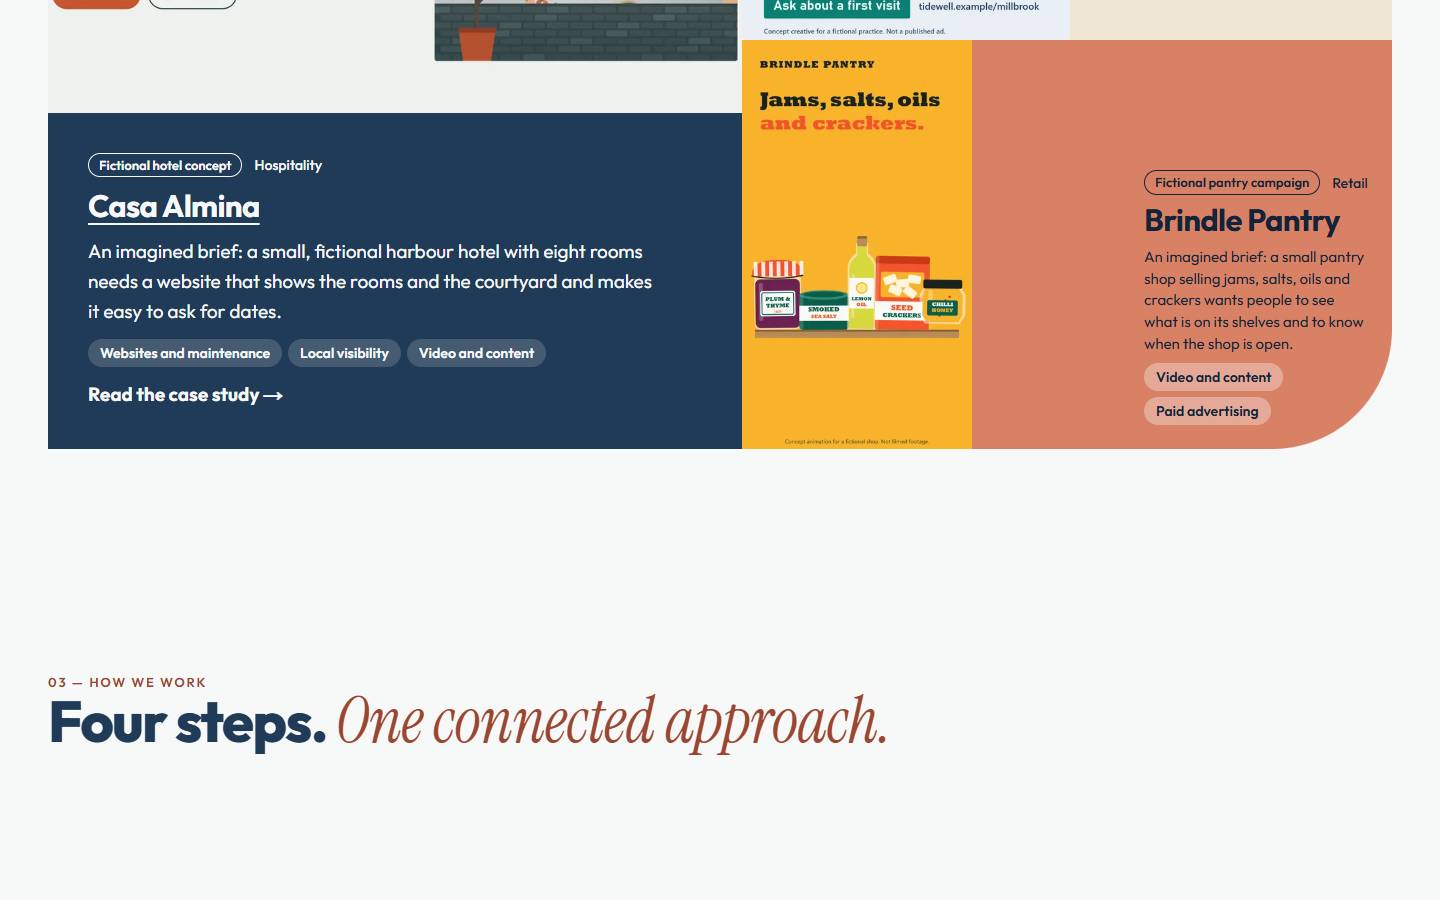 Ask about a first visit
tidewell.example/millbrook
Concept creative for a fictional practice. Not a published ad.
Fictional hotel concept
Hospitality
Casa Almina
An imagined brief: a small, fictional harbour hotel with eight rooms
needs a website that shows the rooms and the courtyard and makes
it easy to ask for dates.
Websites and maintenance
Local visibility
Video and content
Read the case study →
BRINDLE PANTRY
Jams, salts, oils
and crackers.
PLUM &
THYME
SMOKED
SEA SALT
LEMON
OIL
SEED
CRACKERS
CHILLI
HONEY
Concept animation for a fictional shop. Not filmed footage.
Fictional pantry campaign
Retail
Brindle Pantry
An imagined brief: a small pantry
shop selling jams, salts, oils and
crackers wants people to see
what is on its shelves and to know
when the shop is open.
Video and content
Paid advertising
03 — HOW WE WORK
Four steps. One connected approach.